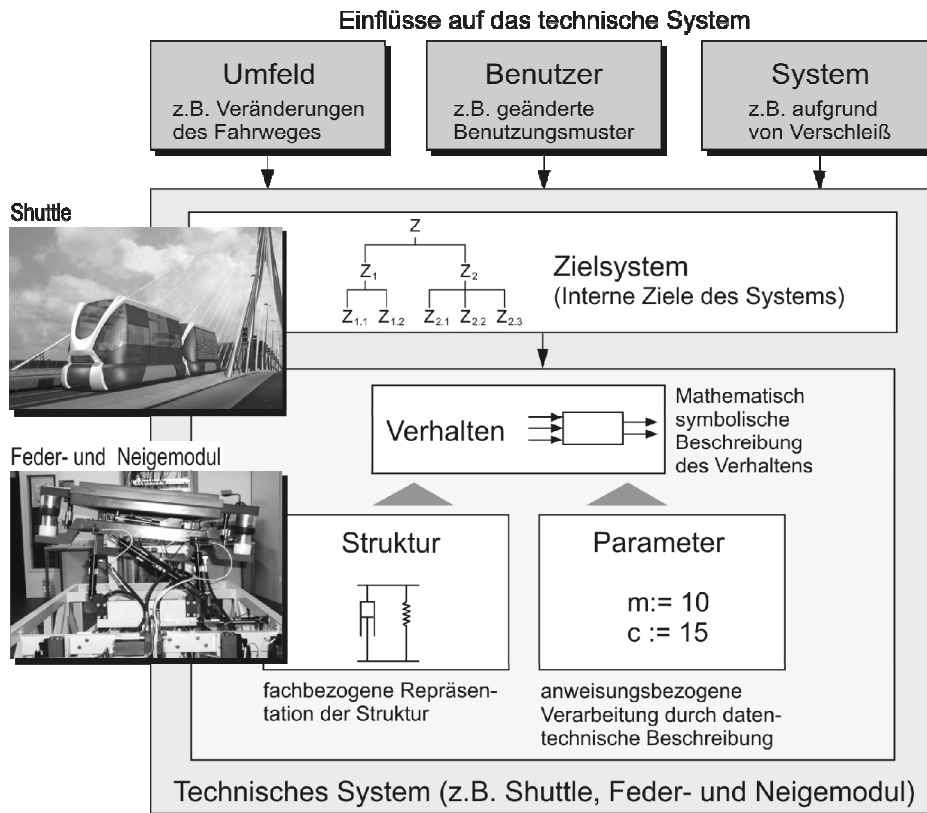 Einflüsse auf das technische System
Umfeld
z.B. Veränderungen
des Fahrweges
Benutzer
z.B. geänderte
Benutzungsmuster
System
z.B. aufgrund
von Verschleiß
Shuttle
Z
Z1
Z2
Z1.1 Z1.2 Z2.1 Z2.2 Z2.3
Zielsystem
(Interne Ziele des Systems)
Verhalten
Mathematisch
symbolische
Beschreibung
des Verhaltens
Feder- und Neigemodul
Struktur
fachbezogene Repräsen-
tation der Struktur
Parameter
m:= 10
c := 15
anweisungsbezogene
Verarbeitung durch daten-
technische Beschreibung
Technisches System (z.B. Shuttle, Feder- und Neigemodul)